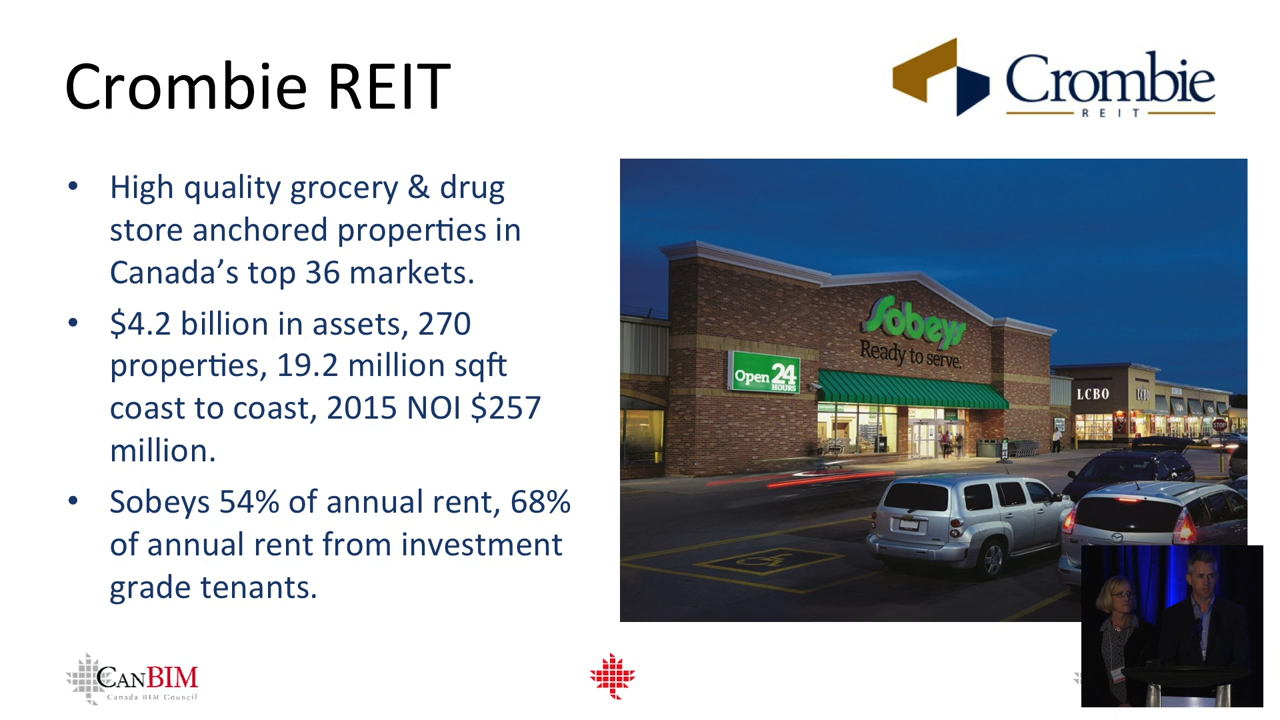 Crombie REIT
Crombie
REIT
• High quality grocery & drug
store anchored properties in
Canada’s top 36 markets.
• $4.2 billion in assets, 270
properties, 19.2 million sqft
coast to coast, 2015 NOI $257
million.
• Sobeys 54% of annual rent, 68%
of annual rent from investment
grade tenants.
Sobeys
Ready to serve.
Open 24
HOURS
LCBO
LCBO
STOP
CanBIM
Canada BIM Council